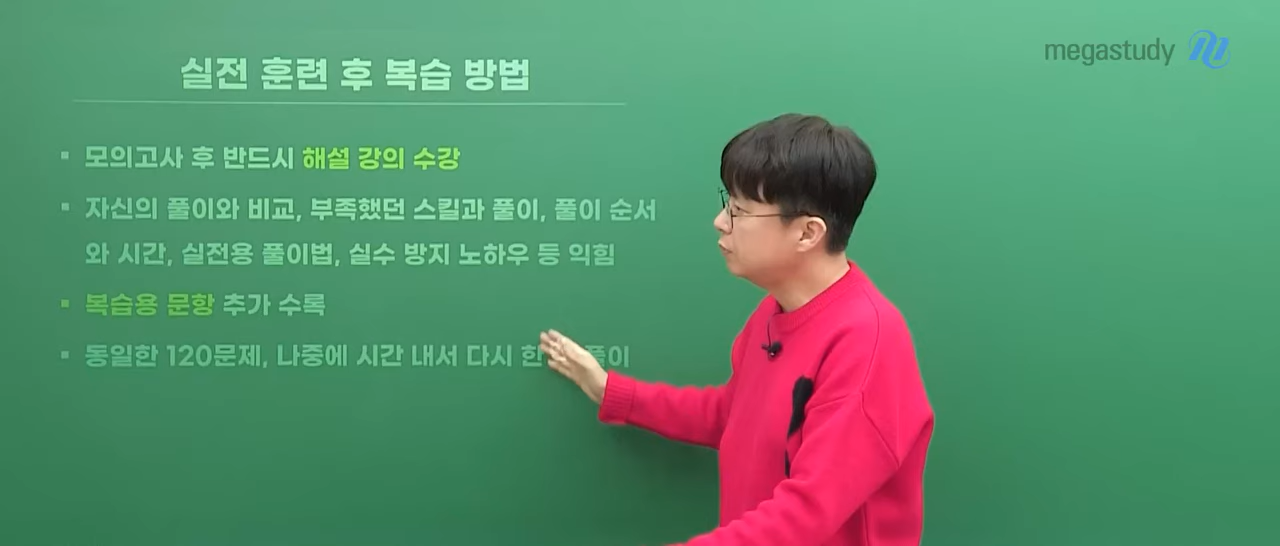 megastudy
실전 훈련 후 복습 방법
▪ 모의고사 후 반드시 해설 강의 수강
▪ 자신의 풀이와 비교, 부족했던 스킬과 풀이, 풀이 순서
와 시간, 실전용 풀이법, 실수 방지 노하우 등 익힘
▪ 복습용 문항 추가 수록
▪ 동일한 120문제, 나중에 시간 내서 다시 한 풀이